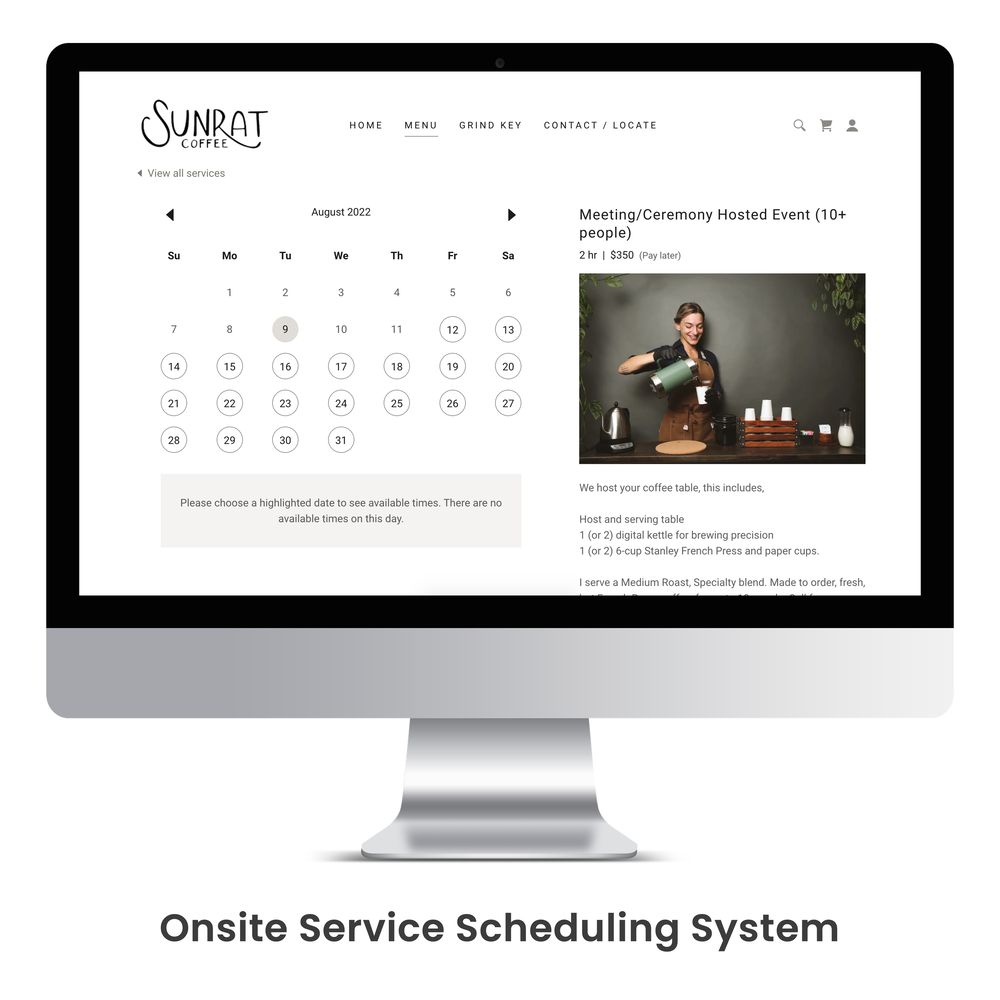 SUNRAT
COFFEE
HOME MENU GRIND KEY CONTACT / LOCATE
View all services
August 2022
Su Mo Tu We Th Fr Sa
1 2 3 4 5 6
7 8 9 10 11 12 13
14 15 16 17 18 19 20
21 22 23 24 25 26 27
28 29 30 31
Please choose a highlighted date to see available times. There are no
available times on this day.
Meeting/Ceremony Hosted Event (10+
people)
2 hr | $350 (Pay later)
We host your coffee table, this includes,
Host and serving table
1 (or 2) digital kettle for brewing precision
1 (or 2) 6-cup Stanley French Press and paper cups.
I serve a Medium Roast, Specialty blend. Made to order, fresh,
Onsite Service Scheduling System